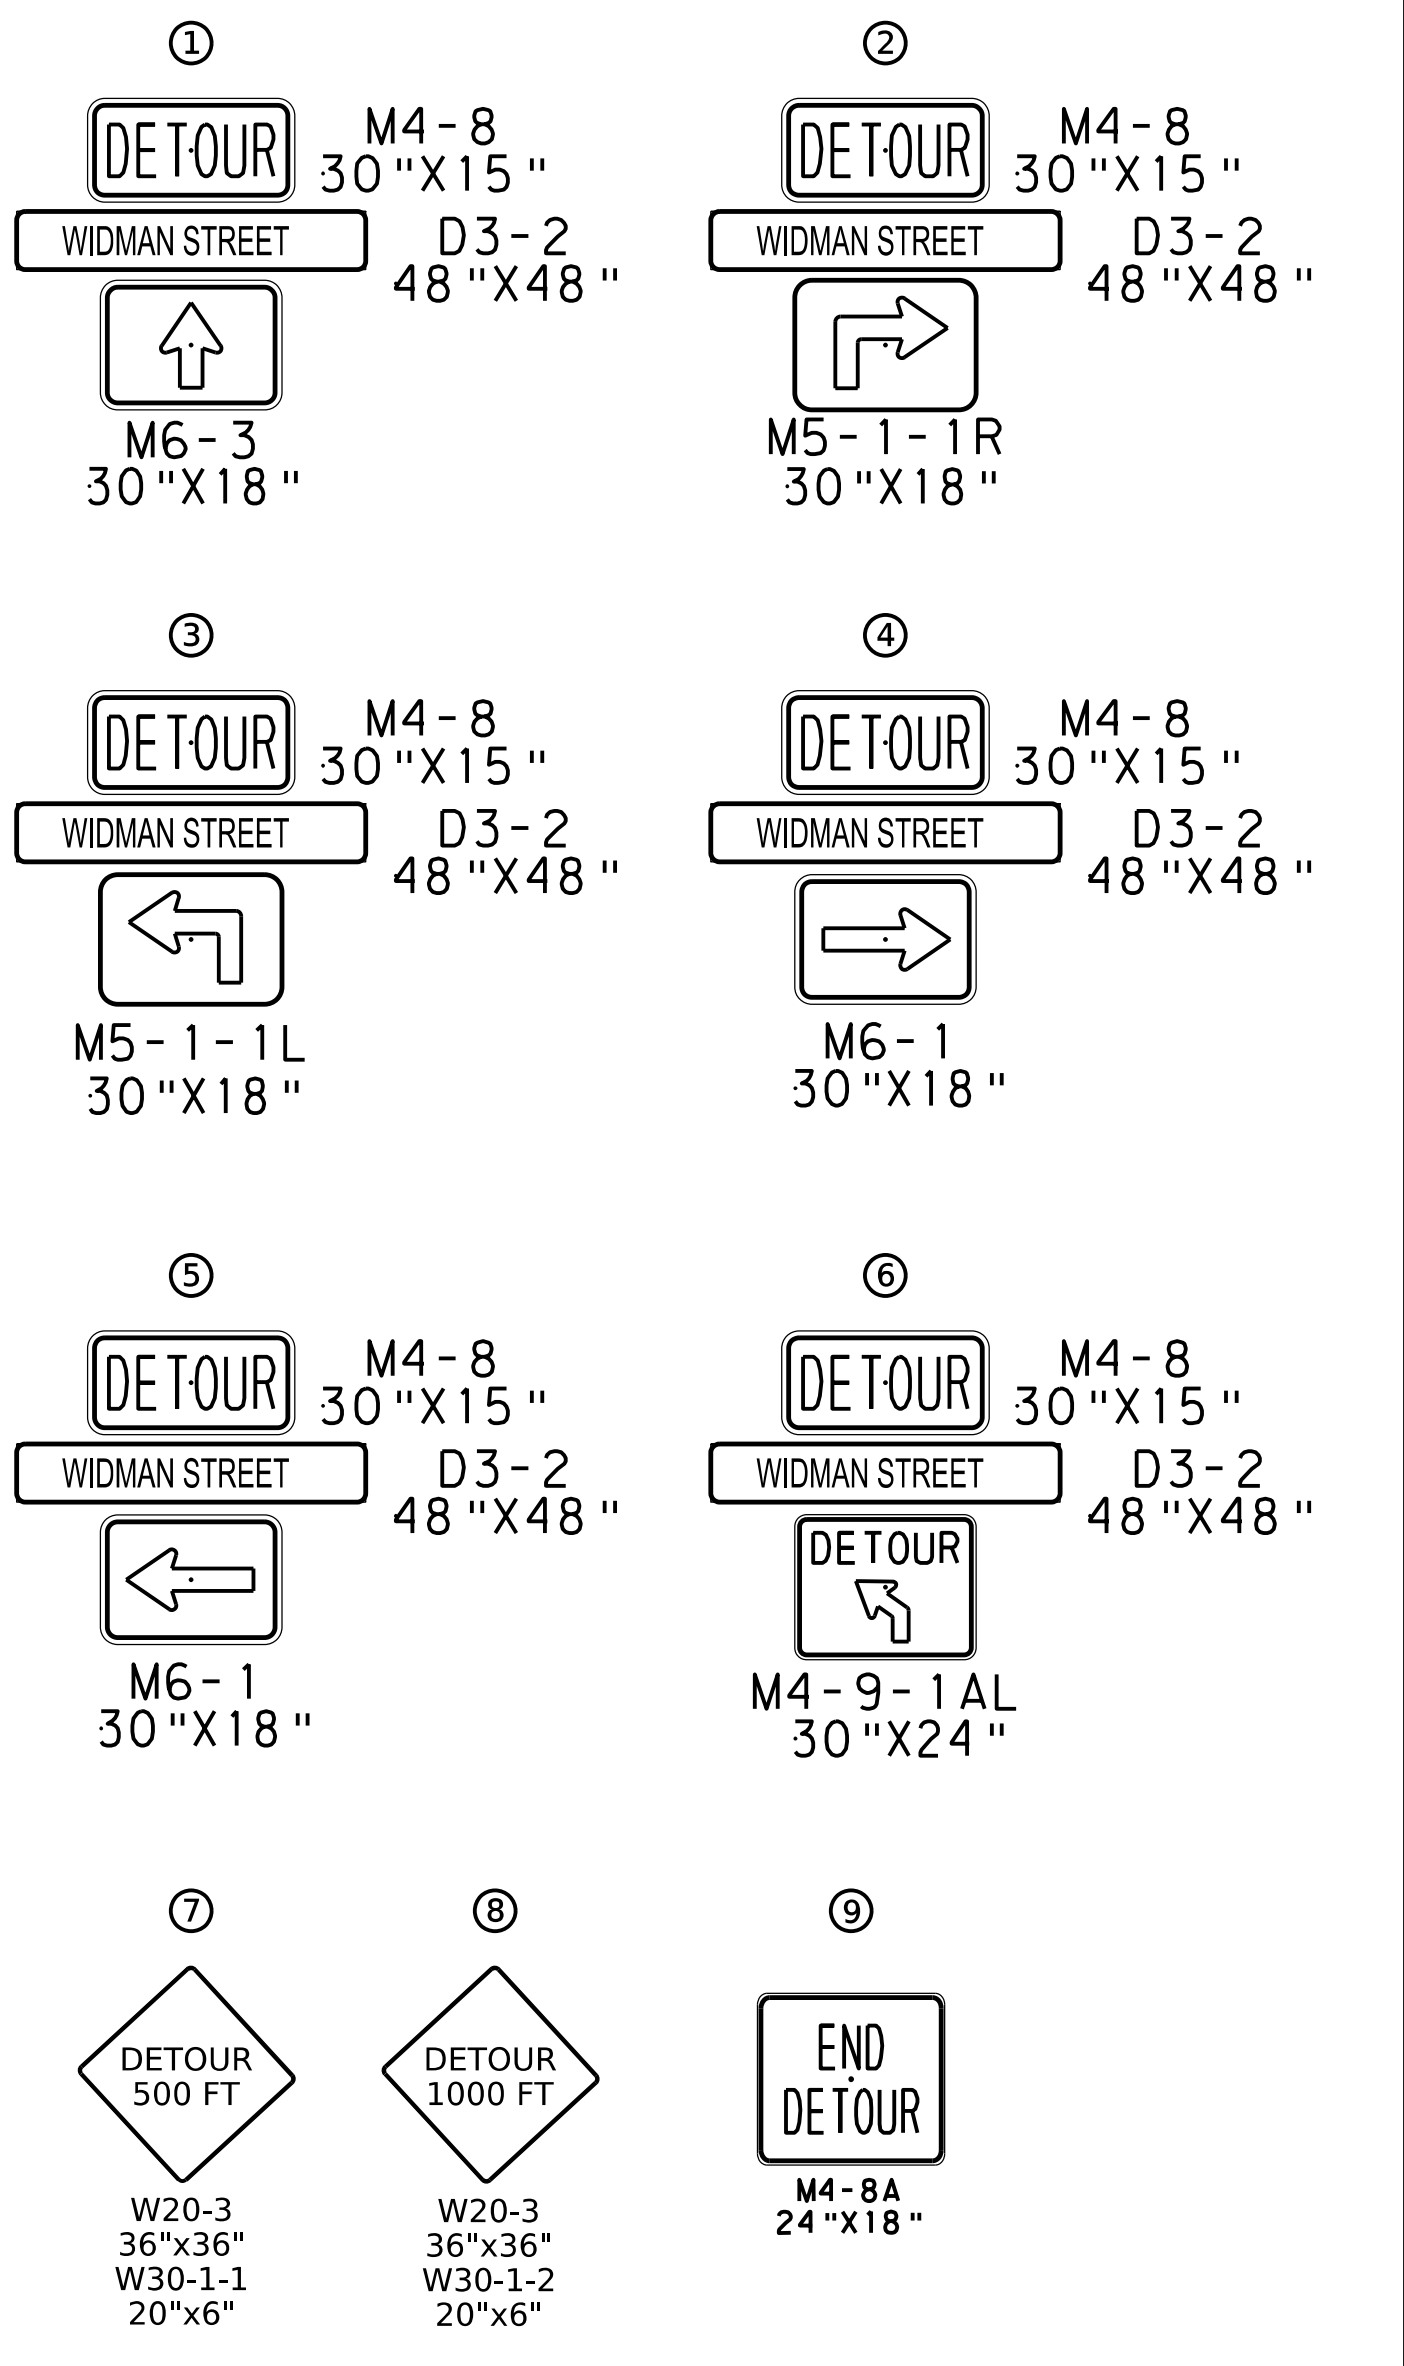 1
DETOUR
M4-8
30"X15"
WIDMAN STREET
D3-2
48"X48"
M6-3
30"X18"
2
DETOUR
M4-8
30"X15"
WIDMAN STREET
D3-2
48"X48"
M5-1-1R
30"X18"
3
DETOUR
M4-8
30"X15"
WIDMAN STREET
D3-2
48"X48"
M5-1-1L
30"X18"
4
DETOUR
M4-8
30"X15"
WIDMAN STREET
D3-2
48"X48"
M6-1
30"X18"
5
DETOUR
M4-8
30"X15"
WIDMAN STREET
D3-2
48"X48"
M6-1
30"X18"
6
DETOUR
M4-8
30"X15"
WIDMAN STREET
D3-2
48"X48"
DETOUR
M4-9-1AL
30"X24"
7
DETOUR
500 FT
W20-3
36"x36"
W30-1-1
20"x6"
8
DETOUR
1000 FT
W20-3
36"x36"
W30-1-2
20"x6"
9
END
DETOUR
M4-8A
24"X18"